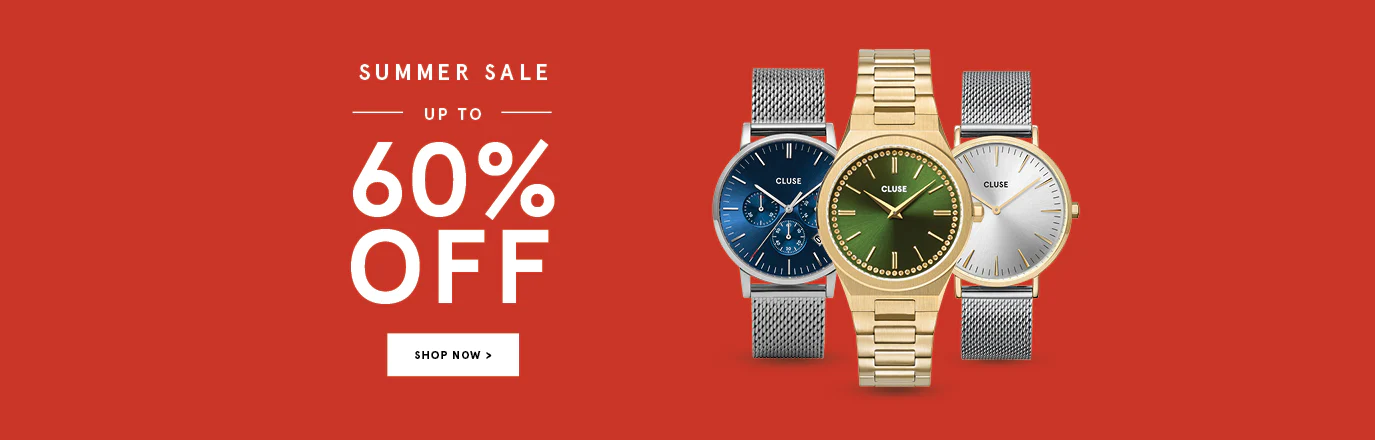 SUMMER SALE
UP TO
60%
OFF
SHOP NOW >
CLUSE
CLUSE
CLUSE